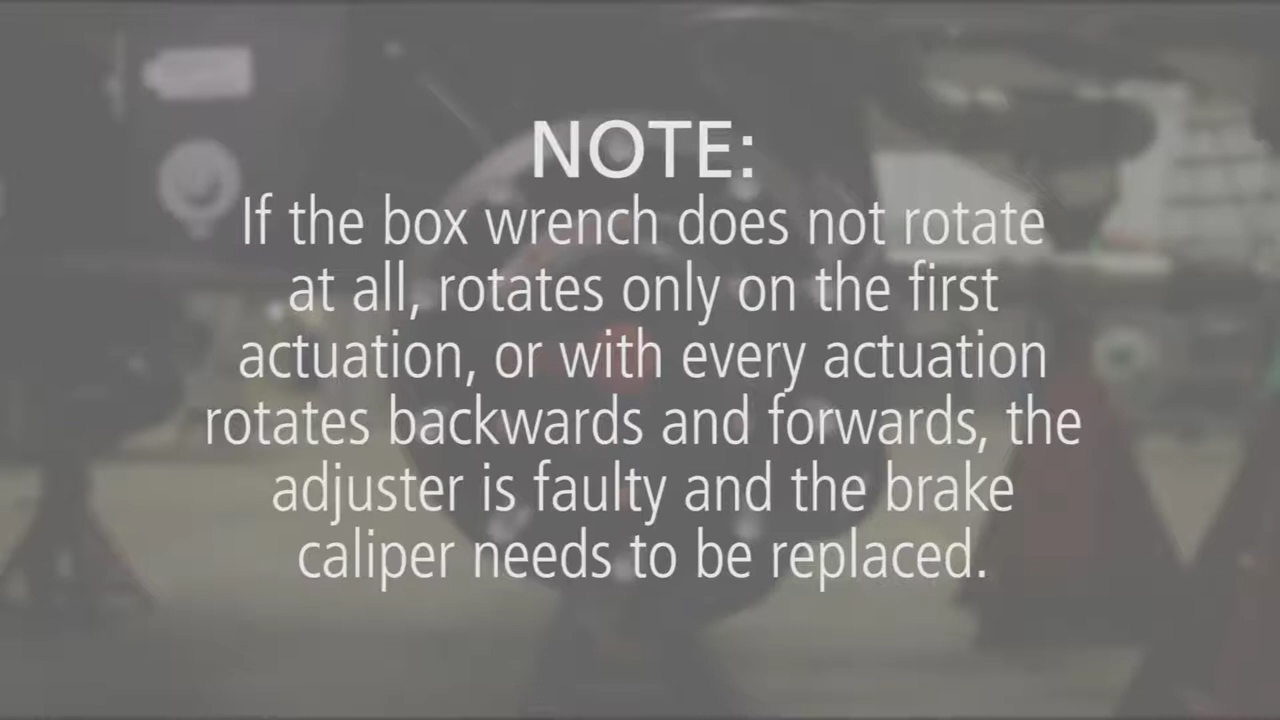 NOTE:
If the box wrench does not rotate
at all, rotates only on the first
actuation, or with every actuation
rotates backwards and forwards, the
adjuster is faulty and the brake
caliper needs to be replaced.